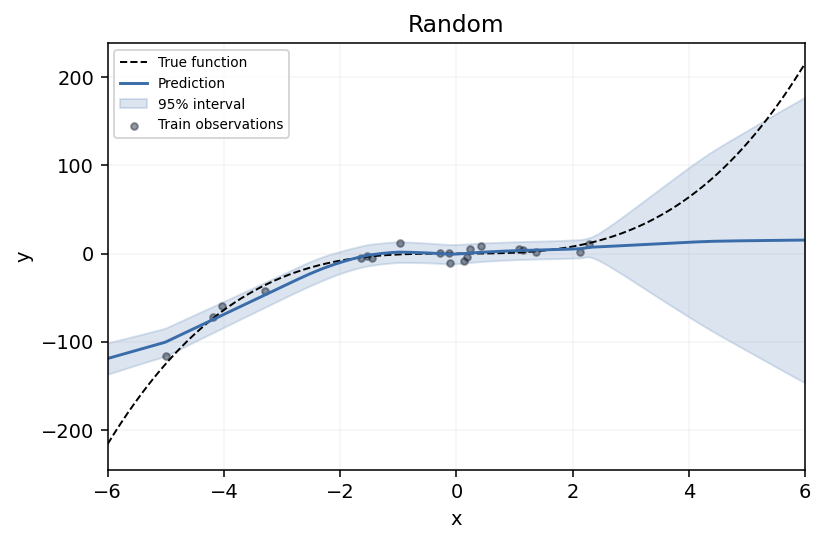 Random
True function
Prediction
95% interval
Train observations
200
100
0
−100
−200
y
−6 −4 −2 0 2 4 6
x